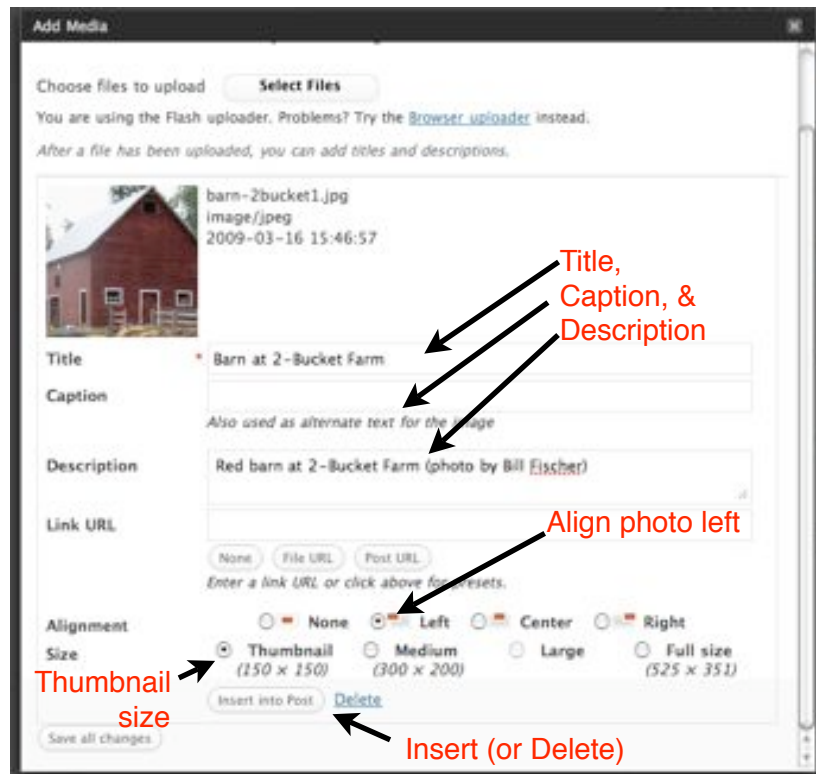 Add Media
Choose files to upload Select Files
You are using the Flash uploader. Problems? Try the Browser uploader instead.
After a file has been uploaded, you can add titles and descriptions.
barn-2bucket1.jpg
image/jpeg
2009-03-16 15:46:57
Title,
Caption, &
Description
Title * Barn at 2-Bucket Farm
Caption
Also used as alternate text for the image
Description Red barn at 2-Bucket Farm (photo by Bill Fischer)
Link URL
Align photo left
None File URL Post URL
Enter a link URL or click above for presets.
Alignment None Left Center Right
Size Thumbnail Medium Large Full size
(150 × 150) (300 × 200) (525 × 351)
Thumbnail
size
Insert into Post Delete
Save all changes
Insert (or Delete)